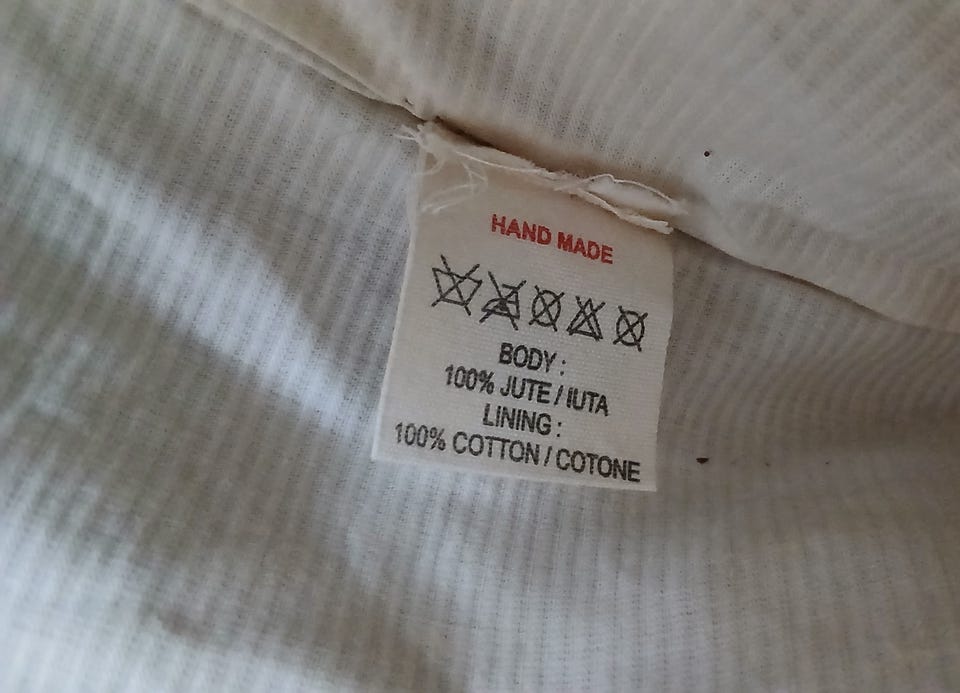 HAND MADE
BODY :
100% JUTE / IUTA
LINING :
100% COTTON / COTONE